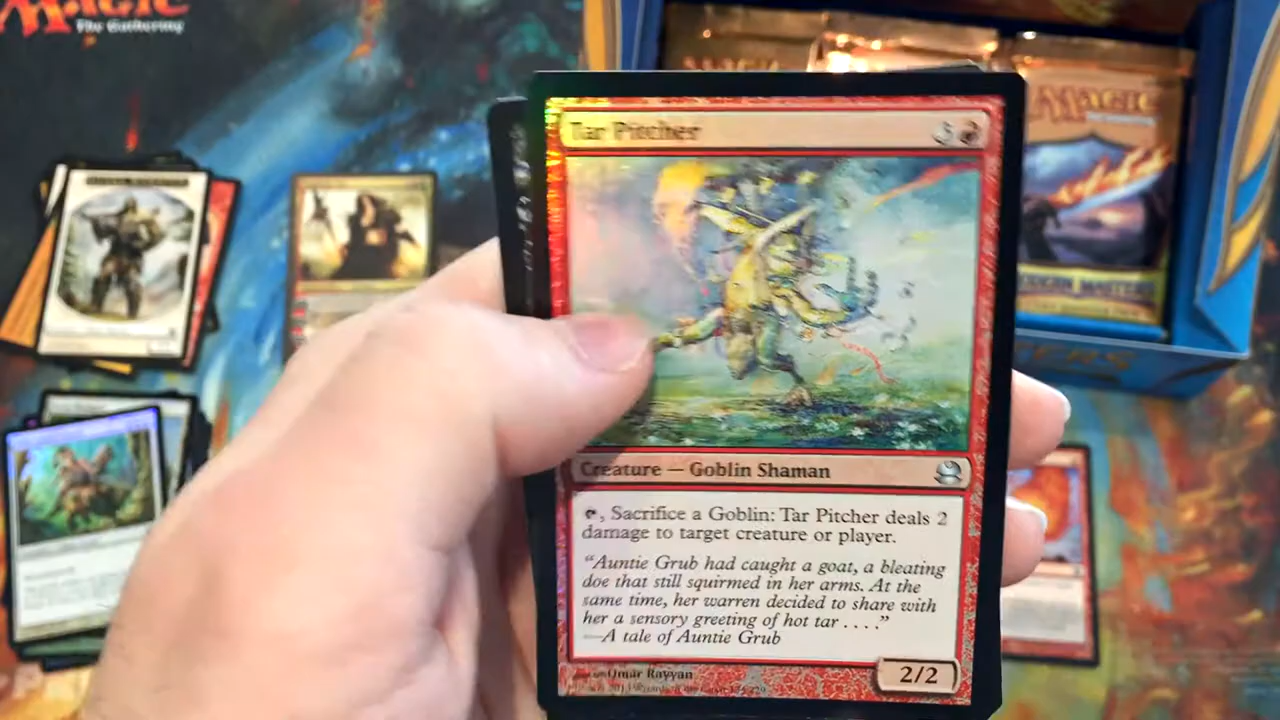 MAGIC
The Gathering
Tar Pitcher
3
MAGIC
Creature — Goblin Shaman
, Sacrifice a Goblin: Tar Pitcher deals 2
damage to target creature or player.
“Auntie Grub had caught a goat, a bleating
doe that still squirmed in her arms. At the
same time, her warren decided to share with
her a sensory greeting of hot tar . . . .”
—A tale of Auntie Grub
Omar Rayyan
2/2